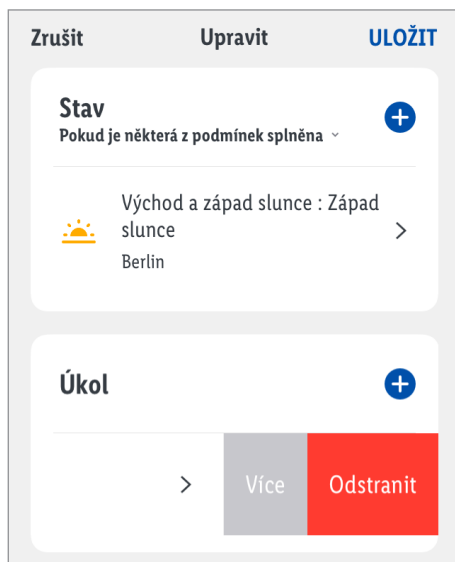 Zrušit Upravit ULOŽIT
Stav
Pokud je některá z podmínek splněna
Východ a západ slunce : Západ
slunce
Berlin
Úkol
Více Odstranit